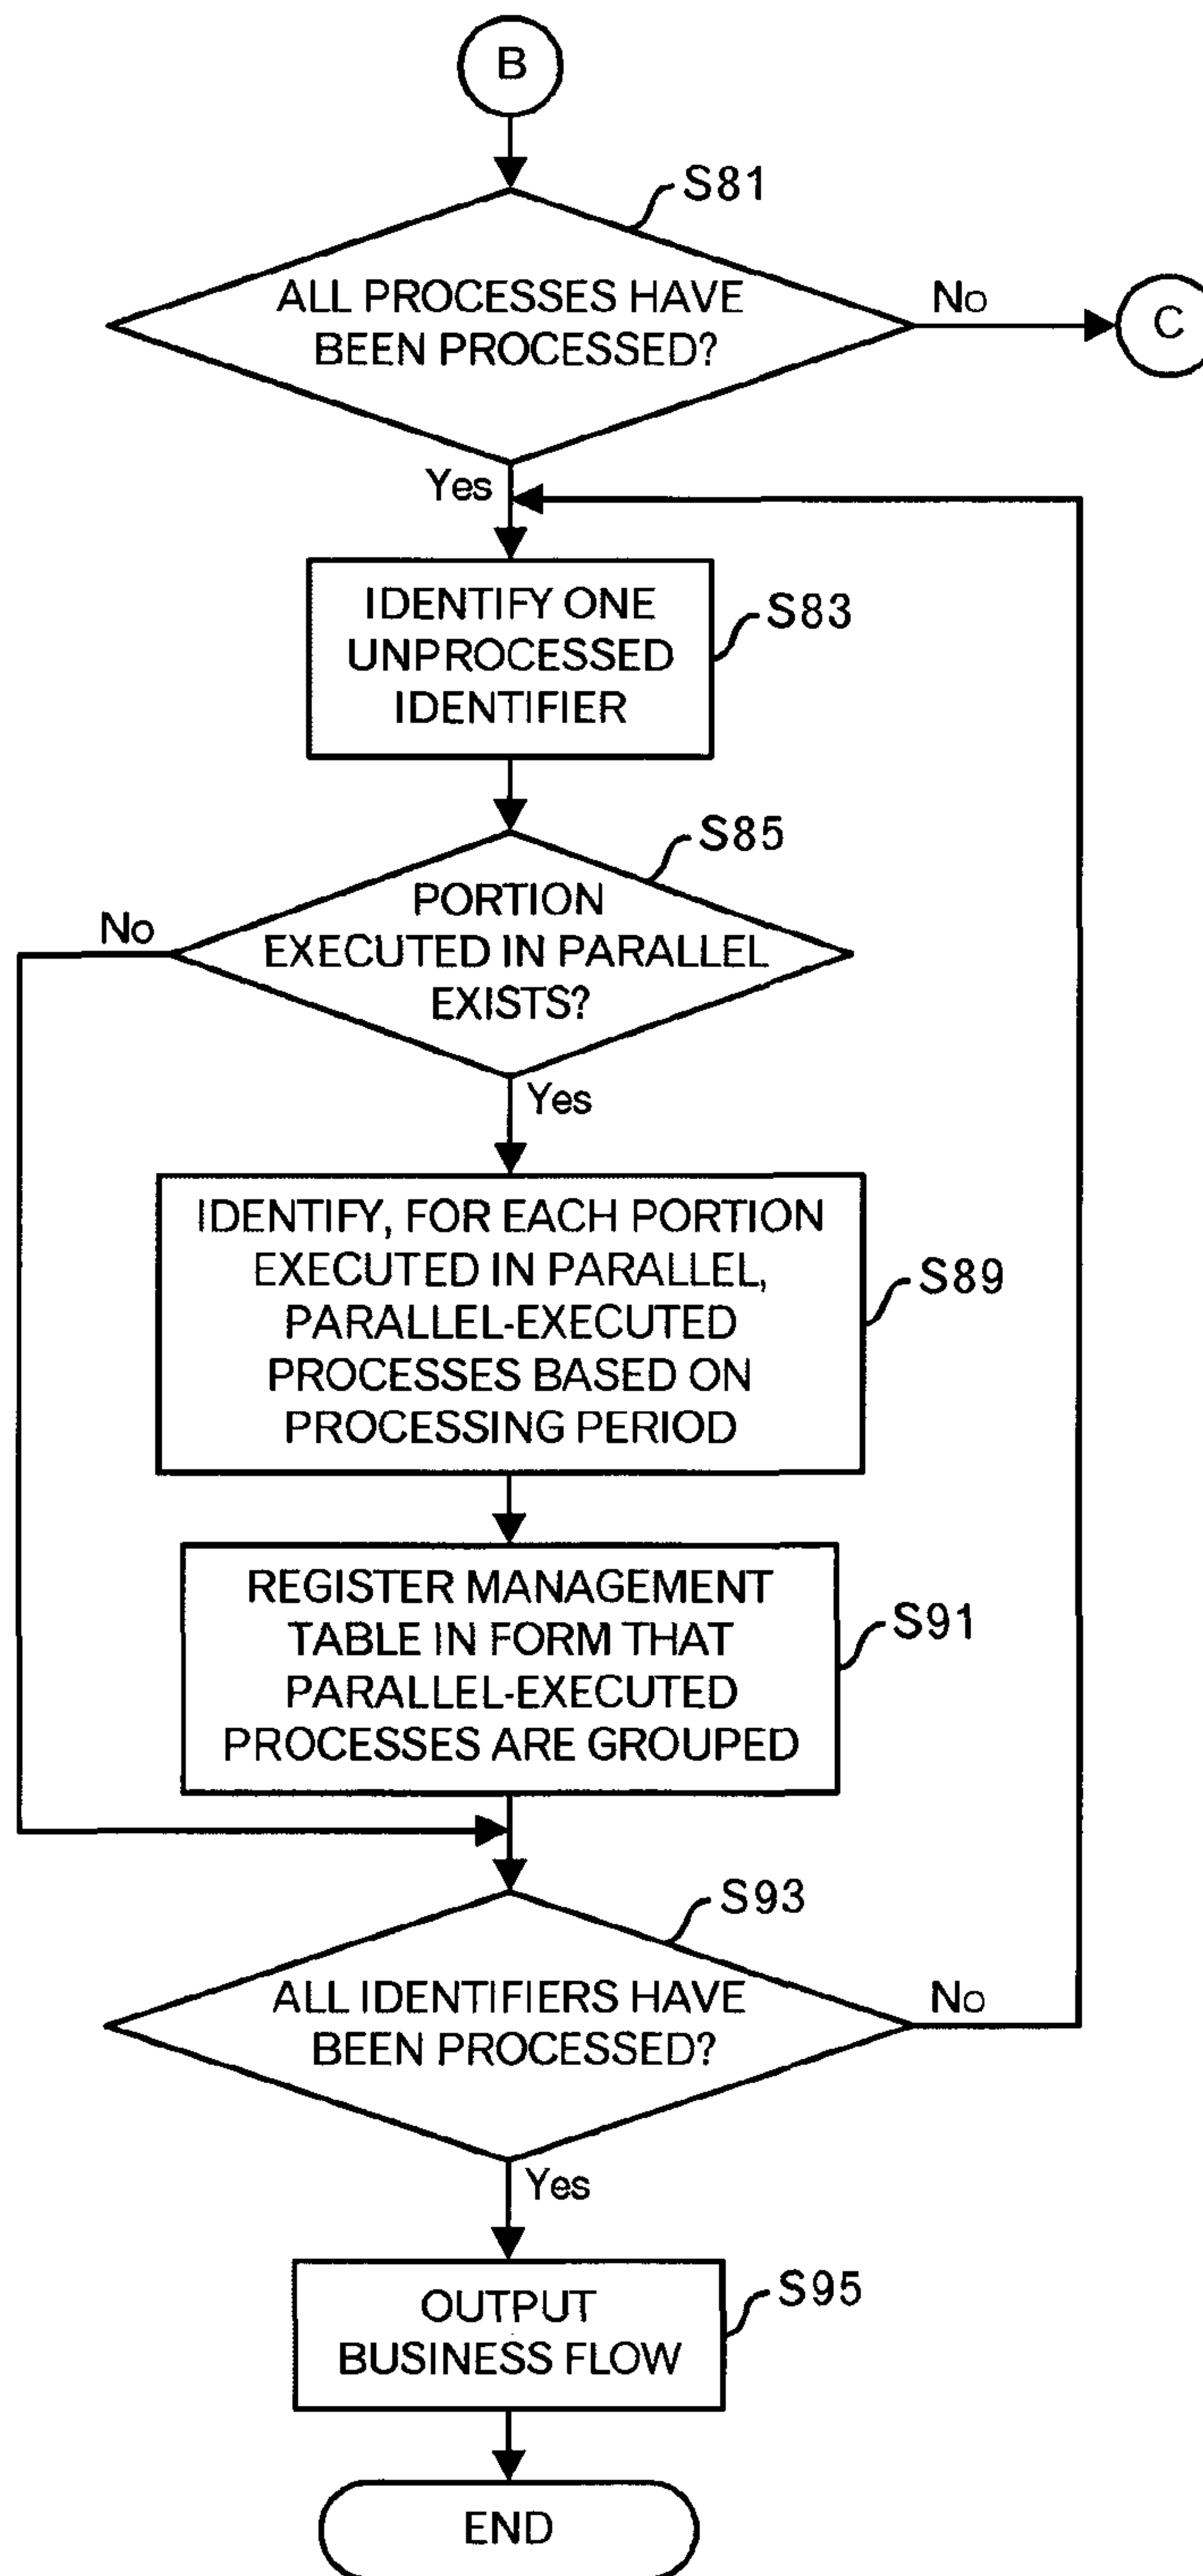 B
S81
ALL PROCESSES HAVE
BEEN PROCESSED?
No
C
Yes
IDENTIFY ONE
UNPROCESSED
IDENTIFIER
S83
S85
PORTION
EXECUTED IN PARALLEL
EXISTS?
No
Yes
IDENTIFY, FOR EACH PORTION
EXECUTED IN PARALLEL,
PARALLEL-EXECUTED
PROCESSES BASED ON
PROCESSING PERIOD
S89
REGISTER MANAGEMENT
TABLE IN FORM THAT
PARALLEL-EXECUTED
PROCESSES ARE GROUPED
S91
S93
ALL IDENTIFIERS HAVE
BEEN PROCESSED?
No
Yes
OUTPUT
BUSINESS FLOW
S95
END